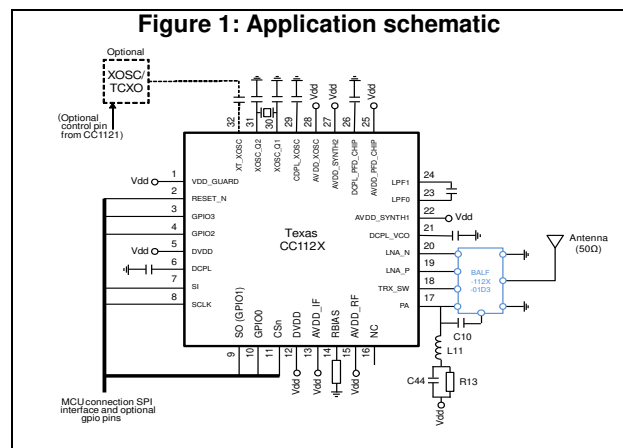 Figure 1: Application schematic
Optional
XOSC/
TCXO
(Optional
control pin
from CC1121)
Vdd
Vdd
Vdd
32
31
30
29
28
27
26
25
XT_XOSC
XOSC_Q2
XOSC_Q1
CDPL_XOSC
AVDD_XOSC
AVDD_SYNTH2
DCPL_PFD_CHIP
AVDD_PFD_CHIP
Vdd
1
VDD_GUARD
2
RESET_N
3
GPIO3
4
GPIO2
Vdd
5
DVDD
6
DCPL
7
SI
8
SCLK
Texas
CC112X
LPF1
24
LPF0
23
AVDD_SYNTH1
22
Vdd
DCPL_VCO
21
LNA_N
20
LNA_P
19
TRX_SW
18
PA
17
BALF
-112X
-01D3
Antenna
(50Ω)
SO (GPIO1)
GPIO0
CSn
DVDD
AVDD_IF
RBIAS
AVDD_RF
NC
9
10
11
12
13
14
15
16
Vdd
Vdd
Vdd
C10
L11
C44
R13
Vdd
MCU connection SPI
interface and optional
gpio pins